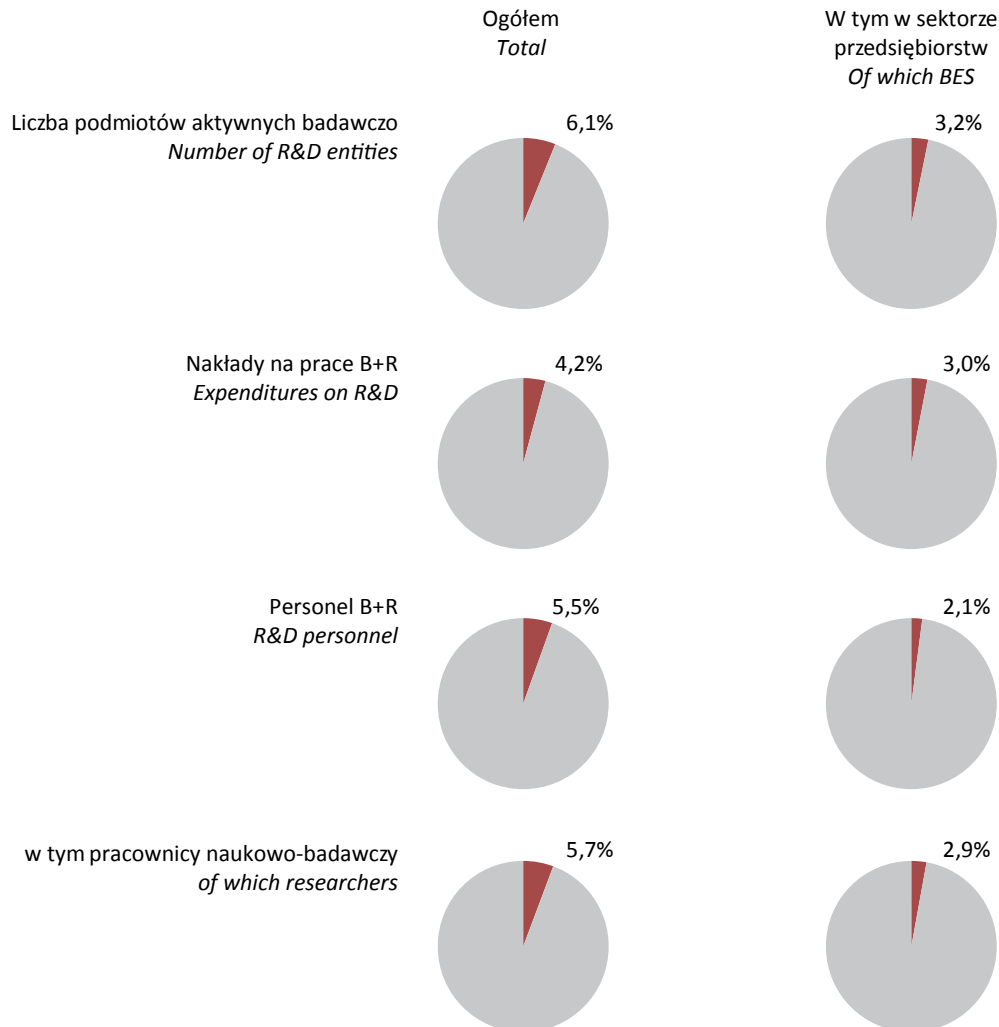 Ogółem
Total
W tym w sektorze
przedsiębiorstw
Of which BES
Liczba podmiotów aktywnych badawczo
Number of R&D entities
6,1%
3,2%
Nakłady na prace B+R
Expenditures on R&D
4,2%
3,0%
Personel B+R
R&D personnel
5,5%
2,1%
w tym pracownicy naukowo-badawczy
of which researchers
5,7%
2,9%